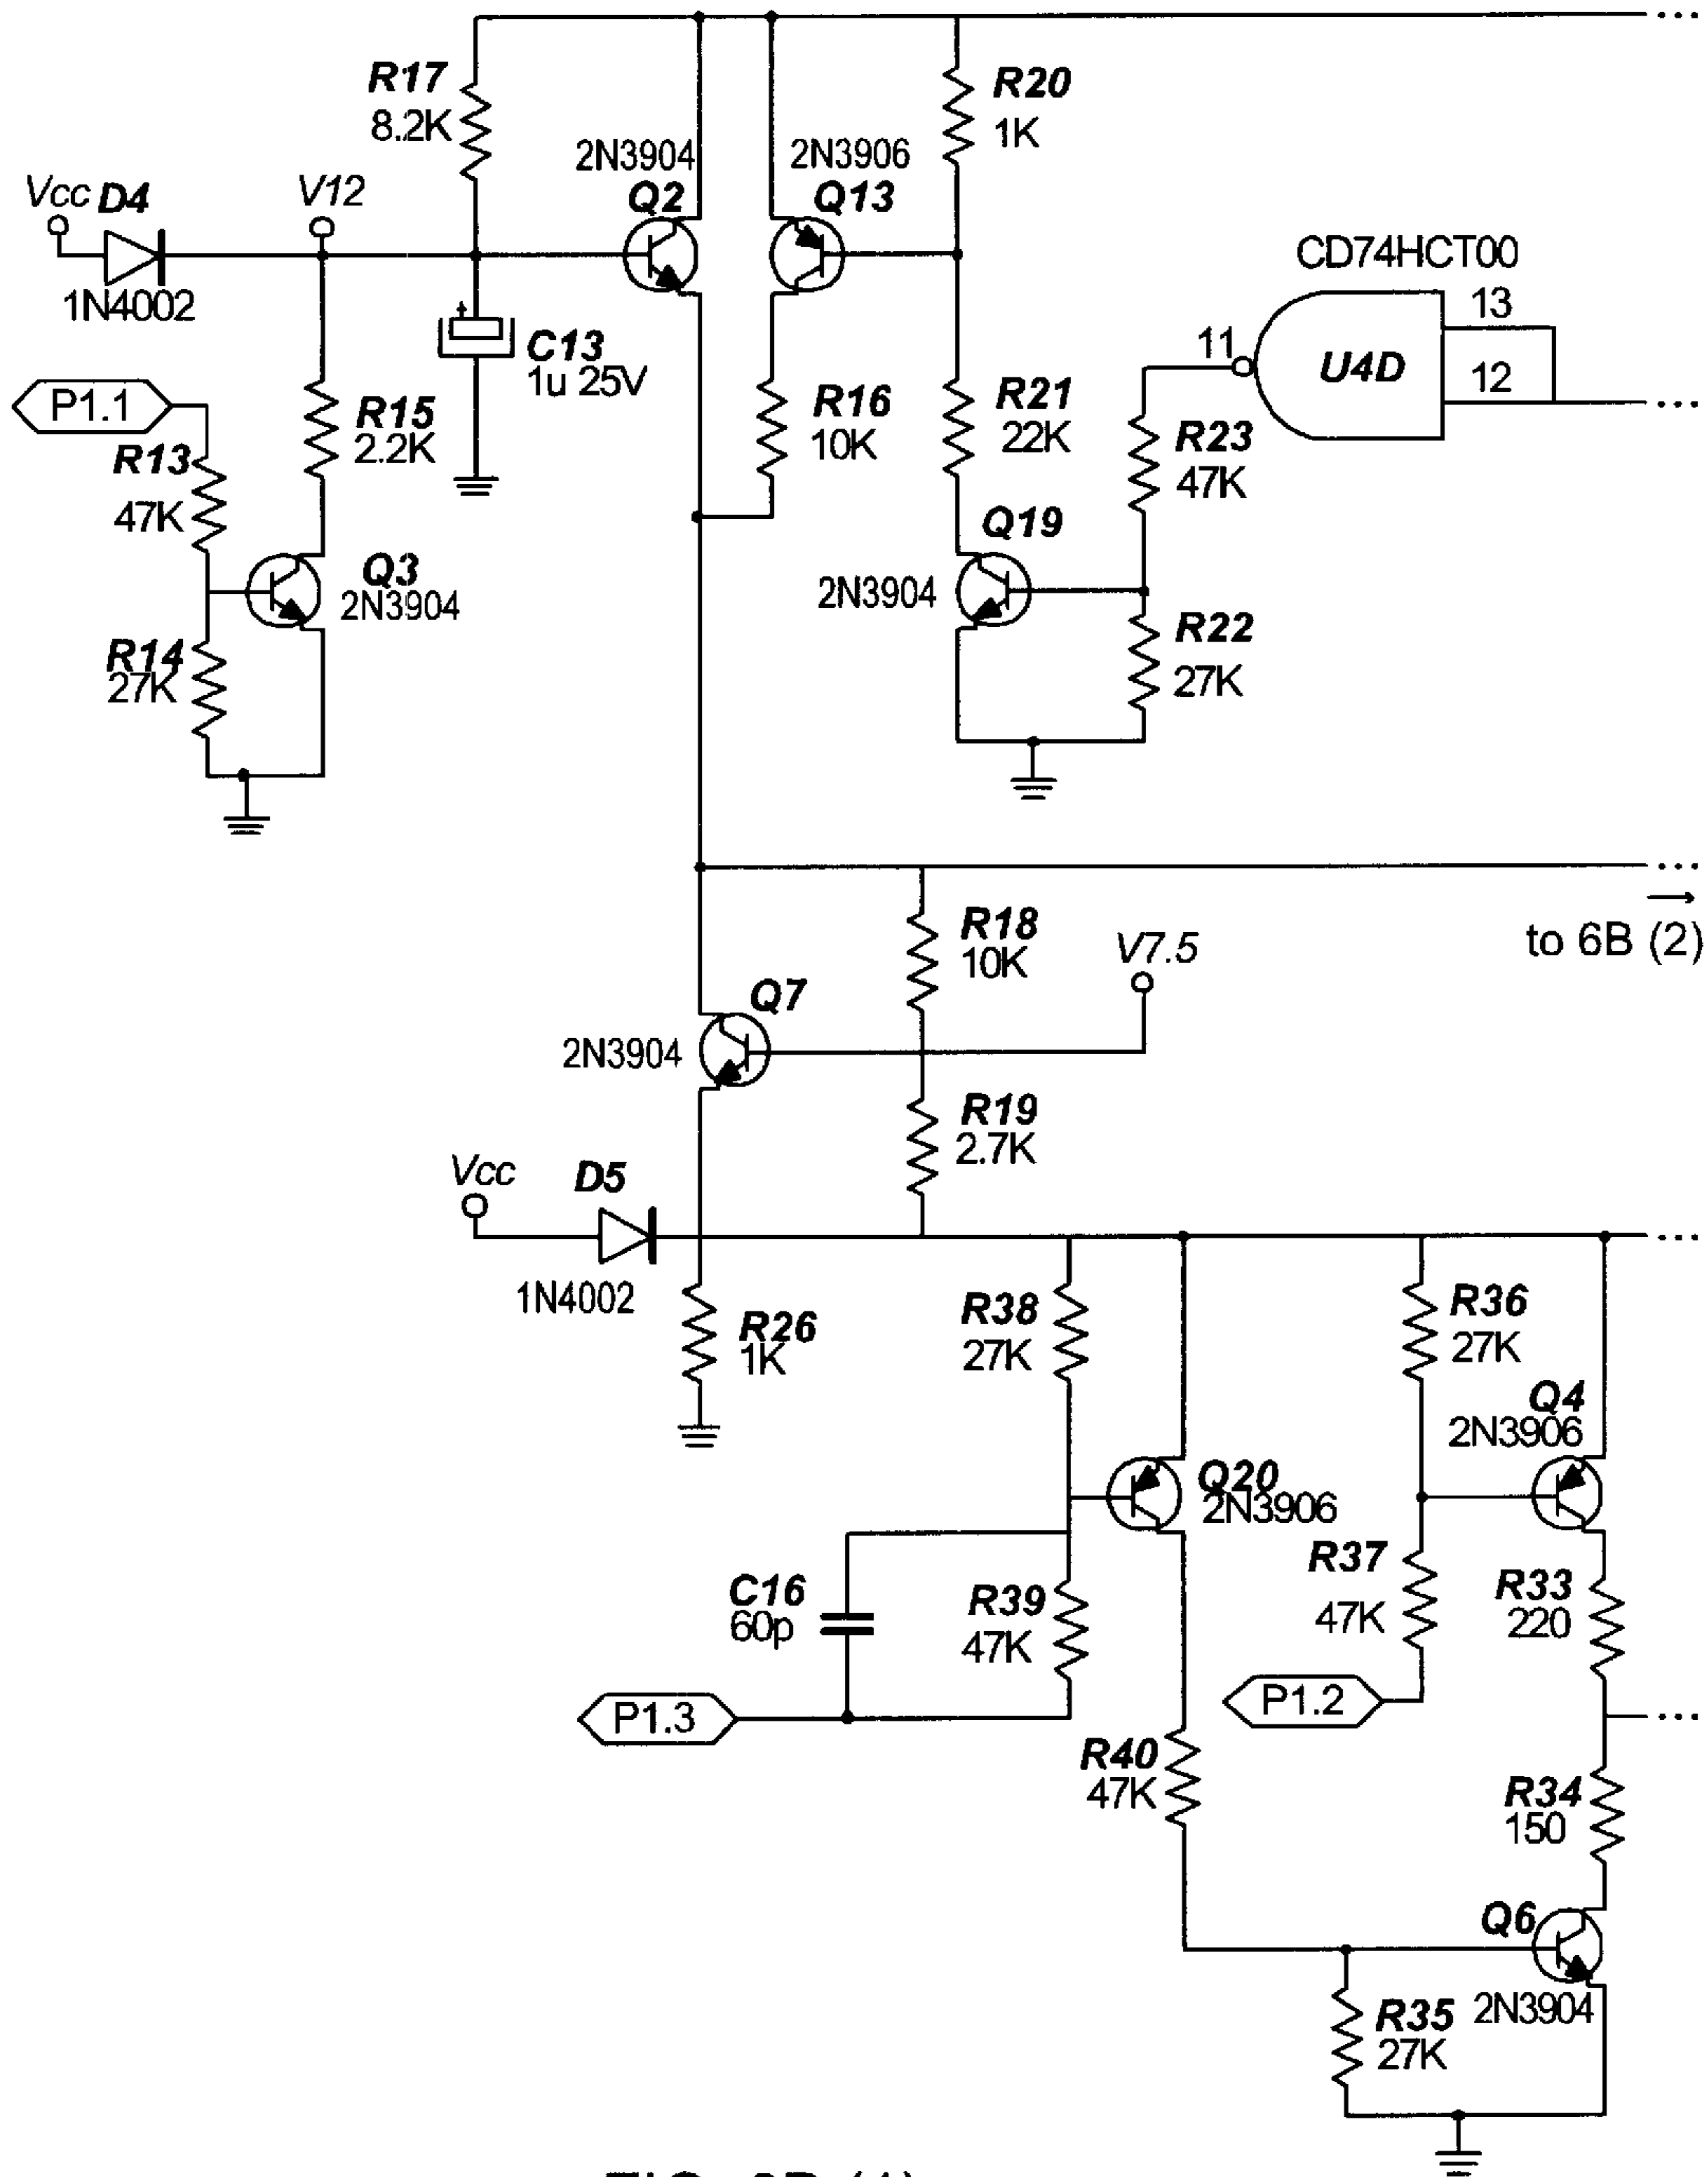 ...
R17
8.2K
R20
1K
2N3904
Q2
2N3906
Q13
Vcc
D4
1N4002
V12
CD74HCT00
13
12
11
U4D
...
C13
1u 25V
+
P1.1
R13
47K
R15
2.2K
R16
10K
R21
22K
R23
47K
Q3
2N3904
Q19
2N3904
R14
27K
R22
27K
...
to 6B (2)
R18
10K
V7.5
Q7
2N3904
R19
2.7K
Vcc
D5
1N4002
...
R26
1K
R38
27K
R36
27K
Q4
2N3906
Q20
2N3906
C16
60p
R39
47K
R37
47K
R33
220
P1.3
P1.2
...
R40
47K
R34
150
Q6
2N3904
R35
27K